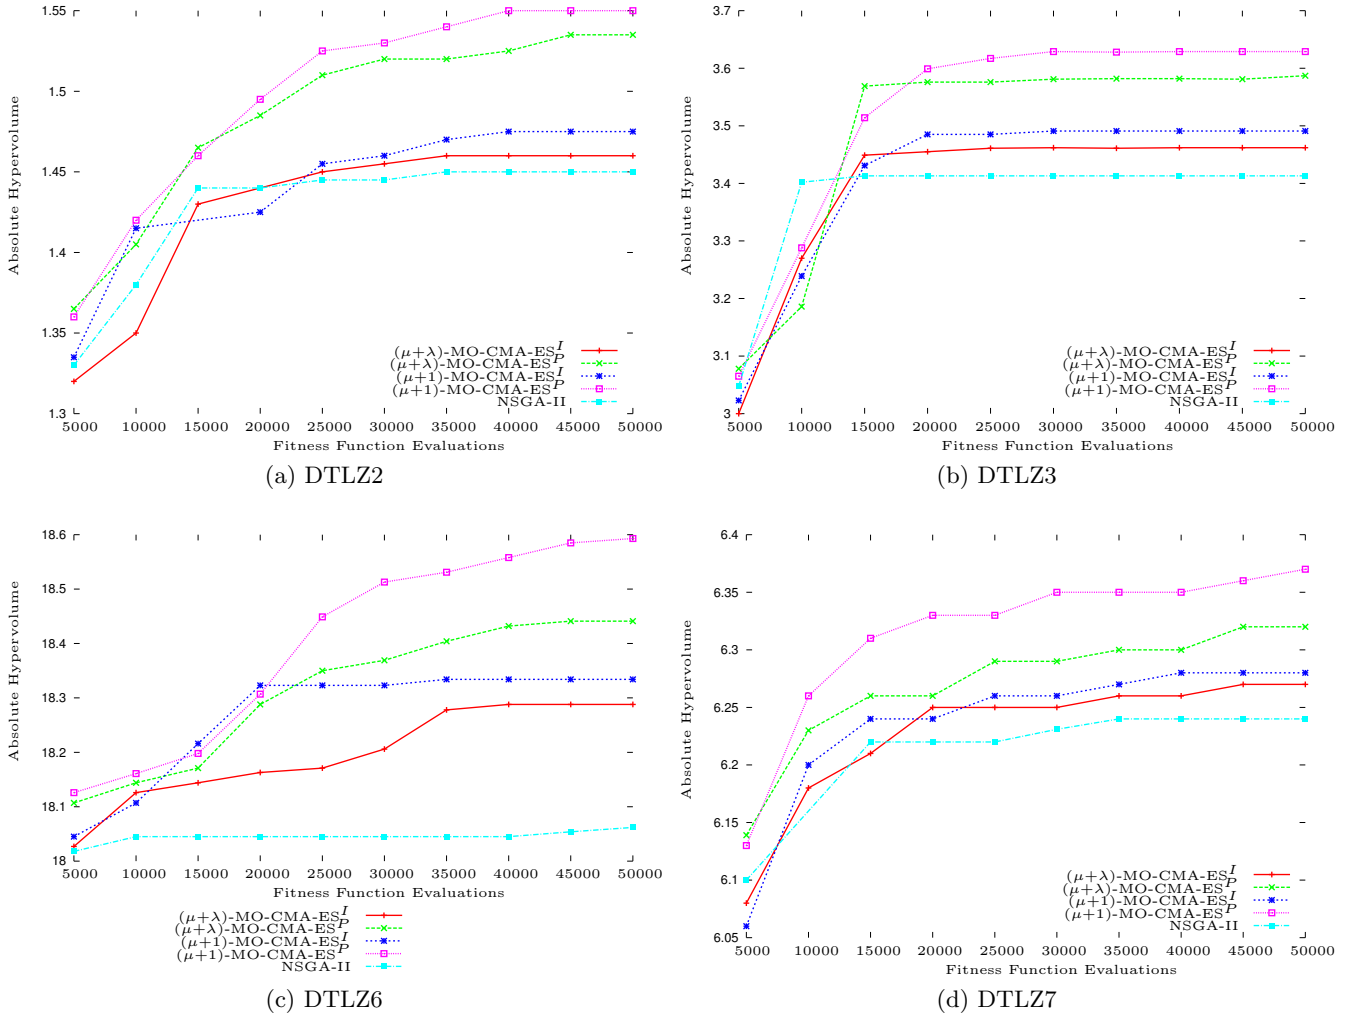 Absolute Hypervolume
1.55
1.5
1.45
1.4
1.35
1.3
5000 10000 15000 20000 25000 30000 35000 40000 45000 50000
Fitness Function Evaluations
(μ+λ)-MO-CMA-ES^I
(μ+λ)-MO-CMA-ES^P
(μ+1)-MO-CMA-ES^I
(μ+1)-MO-CMA-ES^P
NSGA-II
(a) DTLZ2
Absolute Hypervolume
3.7
3.6
3.5
3.4
3.3
3.2
3.1
3
5000 10000 15000 20000 25000 30000 35000 40000 45000 50000
Fitness Function Evaluations
(μ+λ)-MO-CMA-ES^I
(μ+λ)-MO-CMA-ES^P
(μ+1)-MO-CMA-ES^I
(μ+1)-MO-CMA-ES^P
NSGA-II
(b) DTLZ3
Absolute Hypervolume
18.6
18.5
18.4
18.3
18.2
18.1
18
5000 10000 15000 20000 25000 30000 35000 40000 45000 50000
Fitness Function Evaluations
(μ+λ)-MO-CMA-ES^I
(μ+λ)-MO-CMA-ES^P
(μ+1)-MO-CMA-ES^I
(μ+1)-MO-CMA-ES^P
NSGA-II
(c) DTLZ6
Absolute Hypervolume
6.4
6.35
6.3
6.25
6.2
6.15
6.1
6.05
5000 10000 15000 20000 25000 30000 35000 40000 45000 50000
Fitness Function Evaluations
(μ+λ)-MO-CMA-ES^I
(μ+λ)-MO-CMA-ES^P
(μ+1)-MO-CMA-ES^I
(μ+1)-MO-CMA-ES^P
NSGA-II
(d) DTLZ7